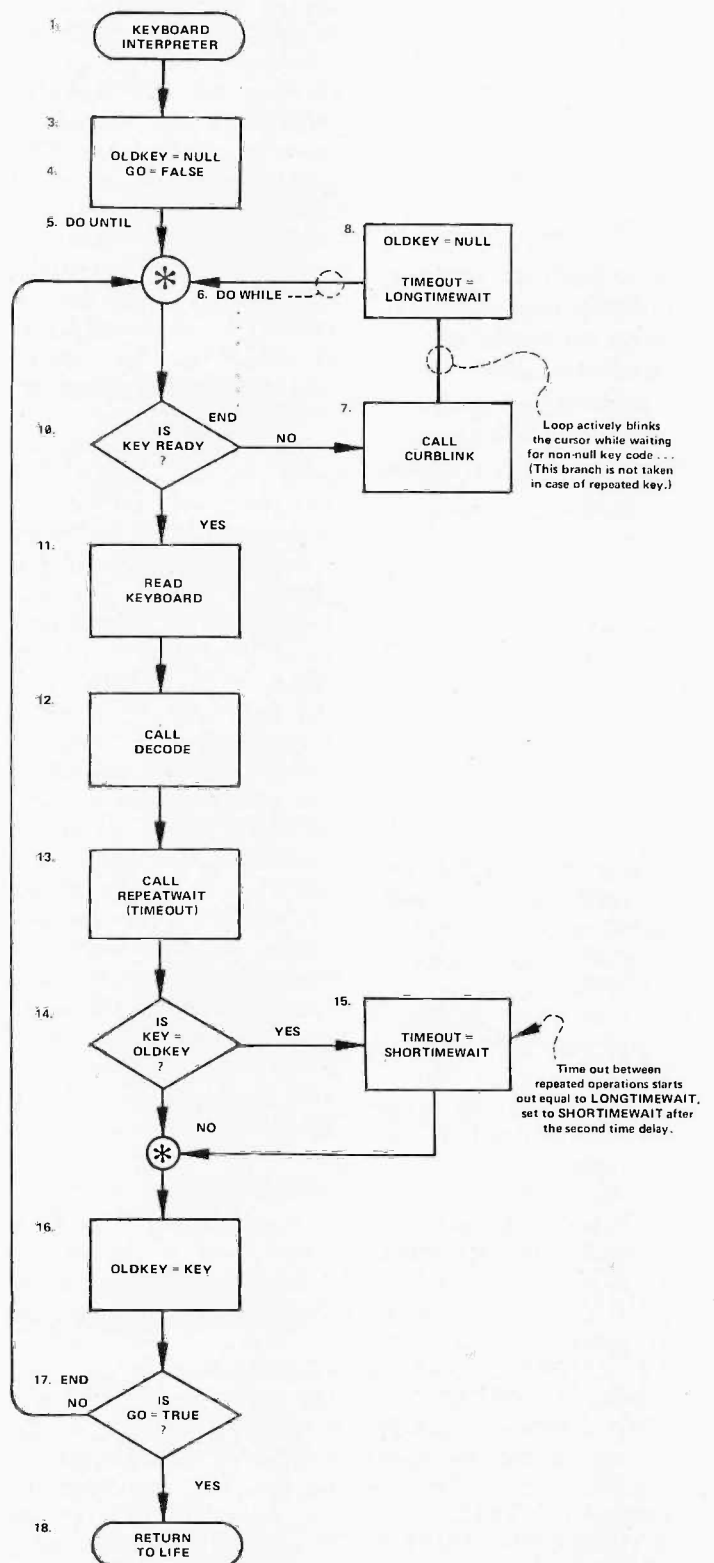 1.
KEYBOARD
INTERPRETER
3.
OLDKEY = NULL
4.
GO = FALSE
5. DO UNTIL
8.
OLDKEY = NULL
TIMEOUT =
LONGTIMEWAIT
*
6. DO WHILE
7.
CALL
CURBLINK
Loop actively blinks
the cursor while waiting
for non-null key code . . .
(This branch is not taken
in case of repeated key.)
10.
IS
KEY READY
?
END
NO
YES
11.
READ
KEYBOARD
12.
CALL
DECODE
13.
CALL
REPEATWAIT
(TIMEOUT)
14.
IS
KEY =
OLDKEY
?
YES
15.
TIMEOUT =
SHORTIMEWAIT
Time out between
repeated operations starts
out equal to LONGTIMEWAIT,
set to SHORTIMEWAIT after
the second time delay.
NO
*
16.
OLDKEY = KEY
17. END
NO
IS
GO = TRUE
?
YES
18.
RETURN
TO LIFE